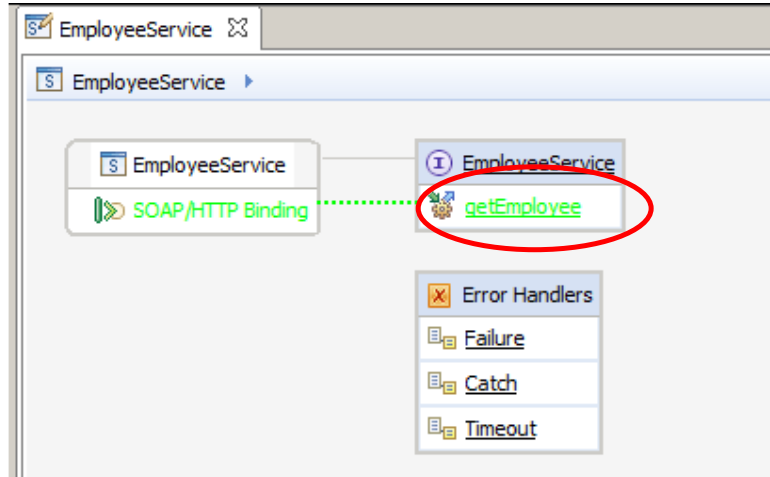 EmployeeService
EmployeeService
EmployeeService
SOAP/HTTP Binding
EmployeeService
getEmployee
Error Handlers
Failure
Catch
Timeout